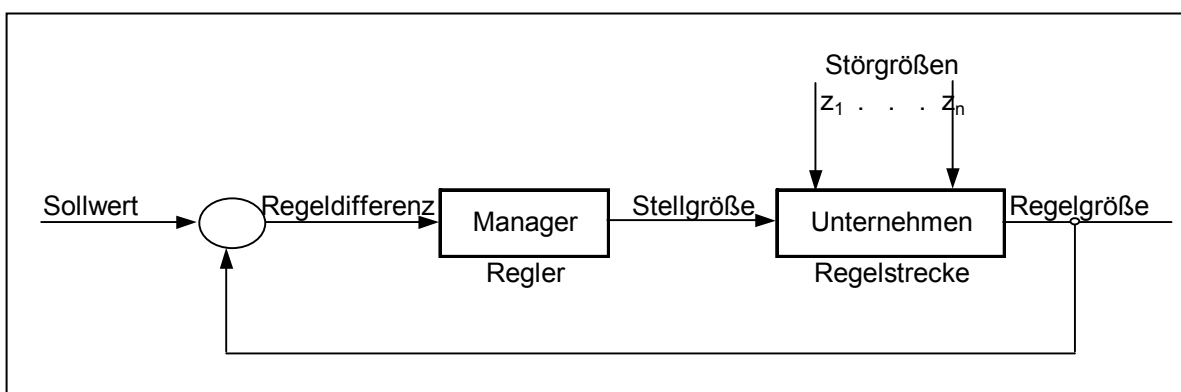 Störgrößen
z₁ . . . zₙ
Sollwert
Regeldifferenz
Manager
Stellgröße
Unternehmen
Regelgröße
Regler
Regelstrecke